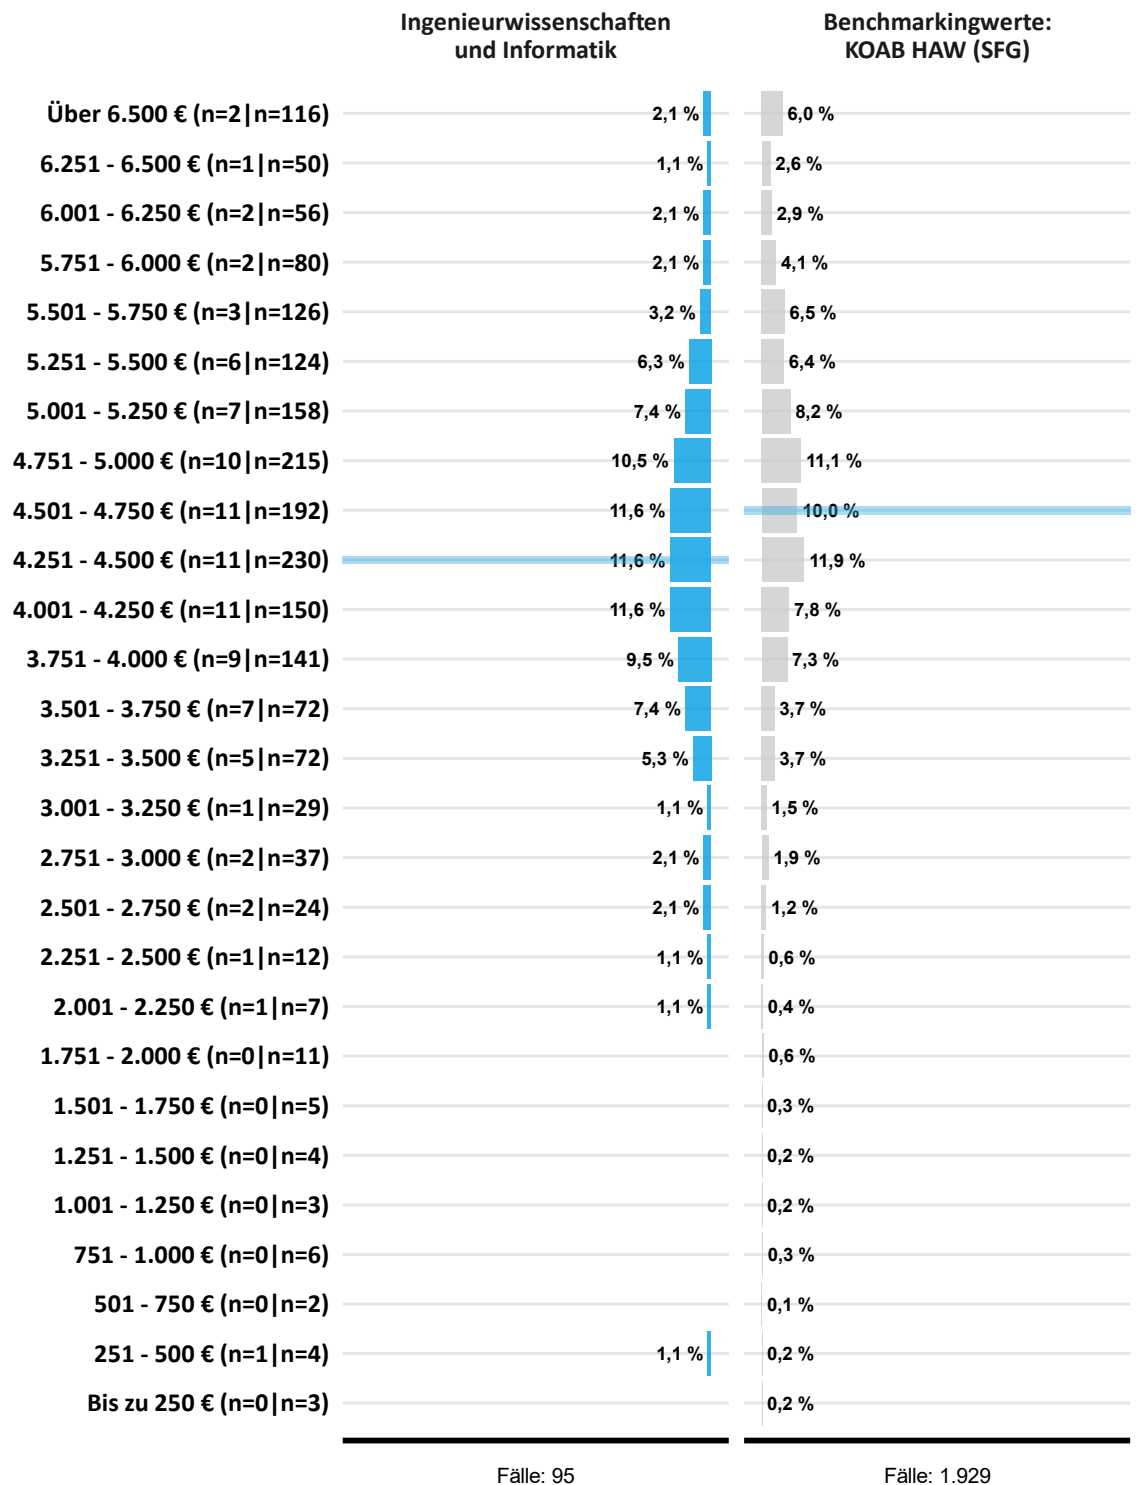 Ingenieurwissenschaften
und Informatik
Benchmarkingwerte:
KOAB HAW (SFG)
Über 6.500 € (n=2|n=116) 2,1 % 6,0 %
6.251 - 6.500 € (n=1|n=50) 1,1 % 2,6 %
6.001 - 6.250 € (n=2|n=56) 2,1 % 2,9 %
5.751 - 6.000 € (n=2|n=80) 2,1 % 4,1 %
5.501 - 5.750 € (n=3|n=126) 3,2 % 6,5 %
5.251 - 5.500 € (n=6|n=124) 6,3 % 6,4 %
5.001 - 5.250 € (n=7|n=158) 7,4 % 8,2 %
4.751 - 5.000 € (n=10|n=215) 10,5 % 11,1 %
4.501 - 4.750 € (n=11|n=192) 11,6 % 10,0 %
4.251 - 4.500 € (n=11|n=230) 11,6 % 11,9 %
4.001 - 4.250 € (n=11|n=150) 11,6 % 7,8 %
3.751 - 4.000 € (n=9|n=141) 9,5 % 7,3 %
3.501 - 3.750 € (n=7|n=72) 7,4 % 3,7 %
3.251 - 3.500 € (n=5|n=72) 5,3 % 3,7 %
3.001 - 3.250 € (n=1|n=29) 1,1 % 1,5 %
2.751 - 3.000 € (n=2|n=37) 2,1 % 1,9 %
2.501 - 2.750 € (n=2|n=24) 2,1 % 1,2 %
2.251 - 2.500 € (n=1|n=12) 1,1 % 0,6 %
2.001 - 2.250 € (n=1|n=7) 1,1 % 0,4 %
1.751 - 2.000 € (n=0|n=11) 0,6 %
1.501 - 1.750 € (n=0|n=5) 0,3 %
1.251 - 1.500 € (n=0|n=4) 0,2 %
1.001 - 1.250 € (n=0|n=3) 0,2 %
751 - 1.000 € (n=0|n=6) 0,3 %
501 - 750 € (n=0|n=2) 0,1 %
251 - 500 € (n=1|n=4) 1,1 % 0,2 %
Bis zu 250 € (n=0|n=3) 0,2 %
Fälle: 95 Fälle: 1.929